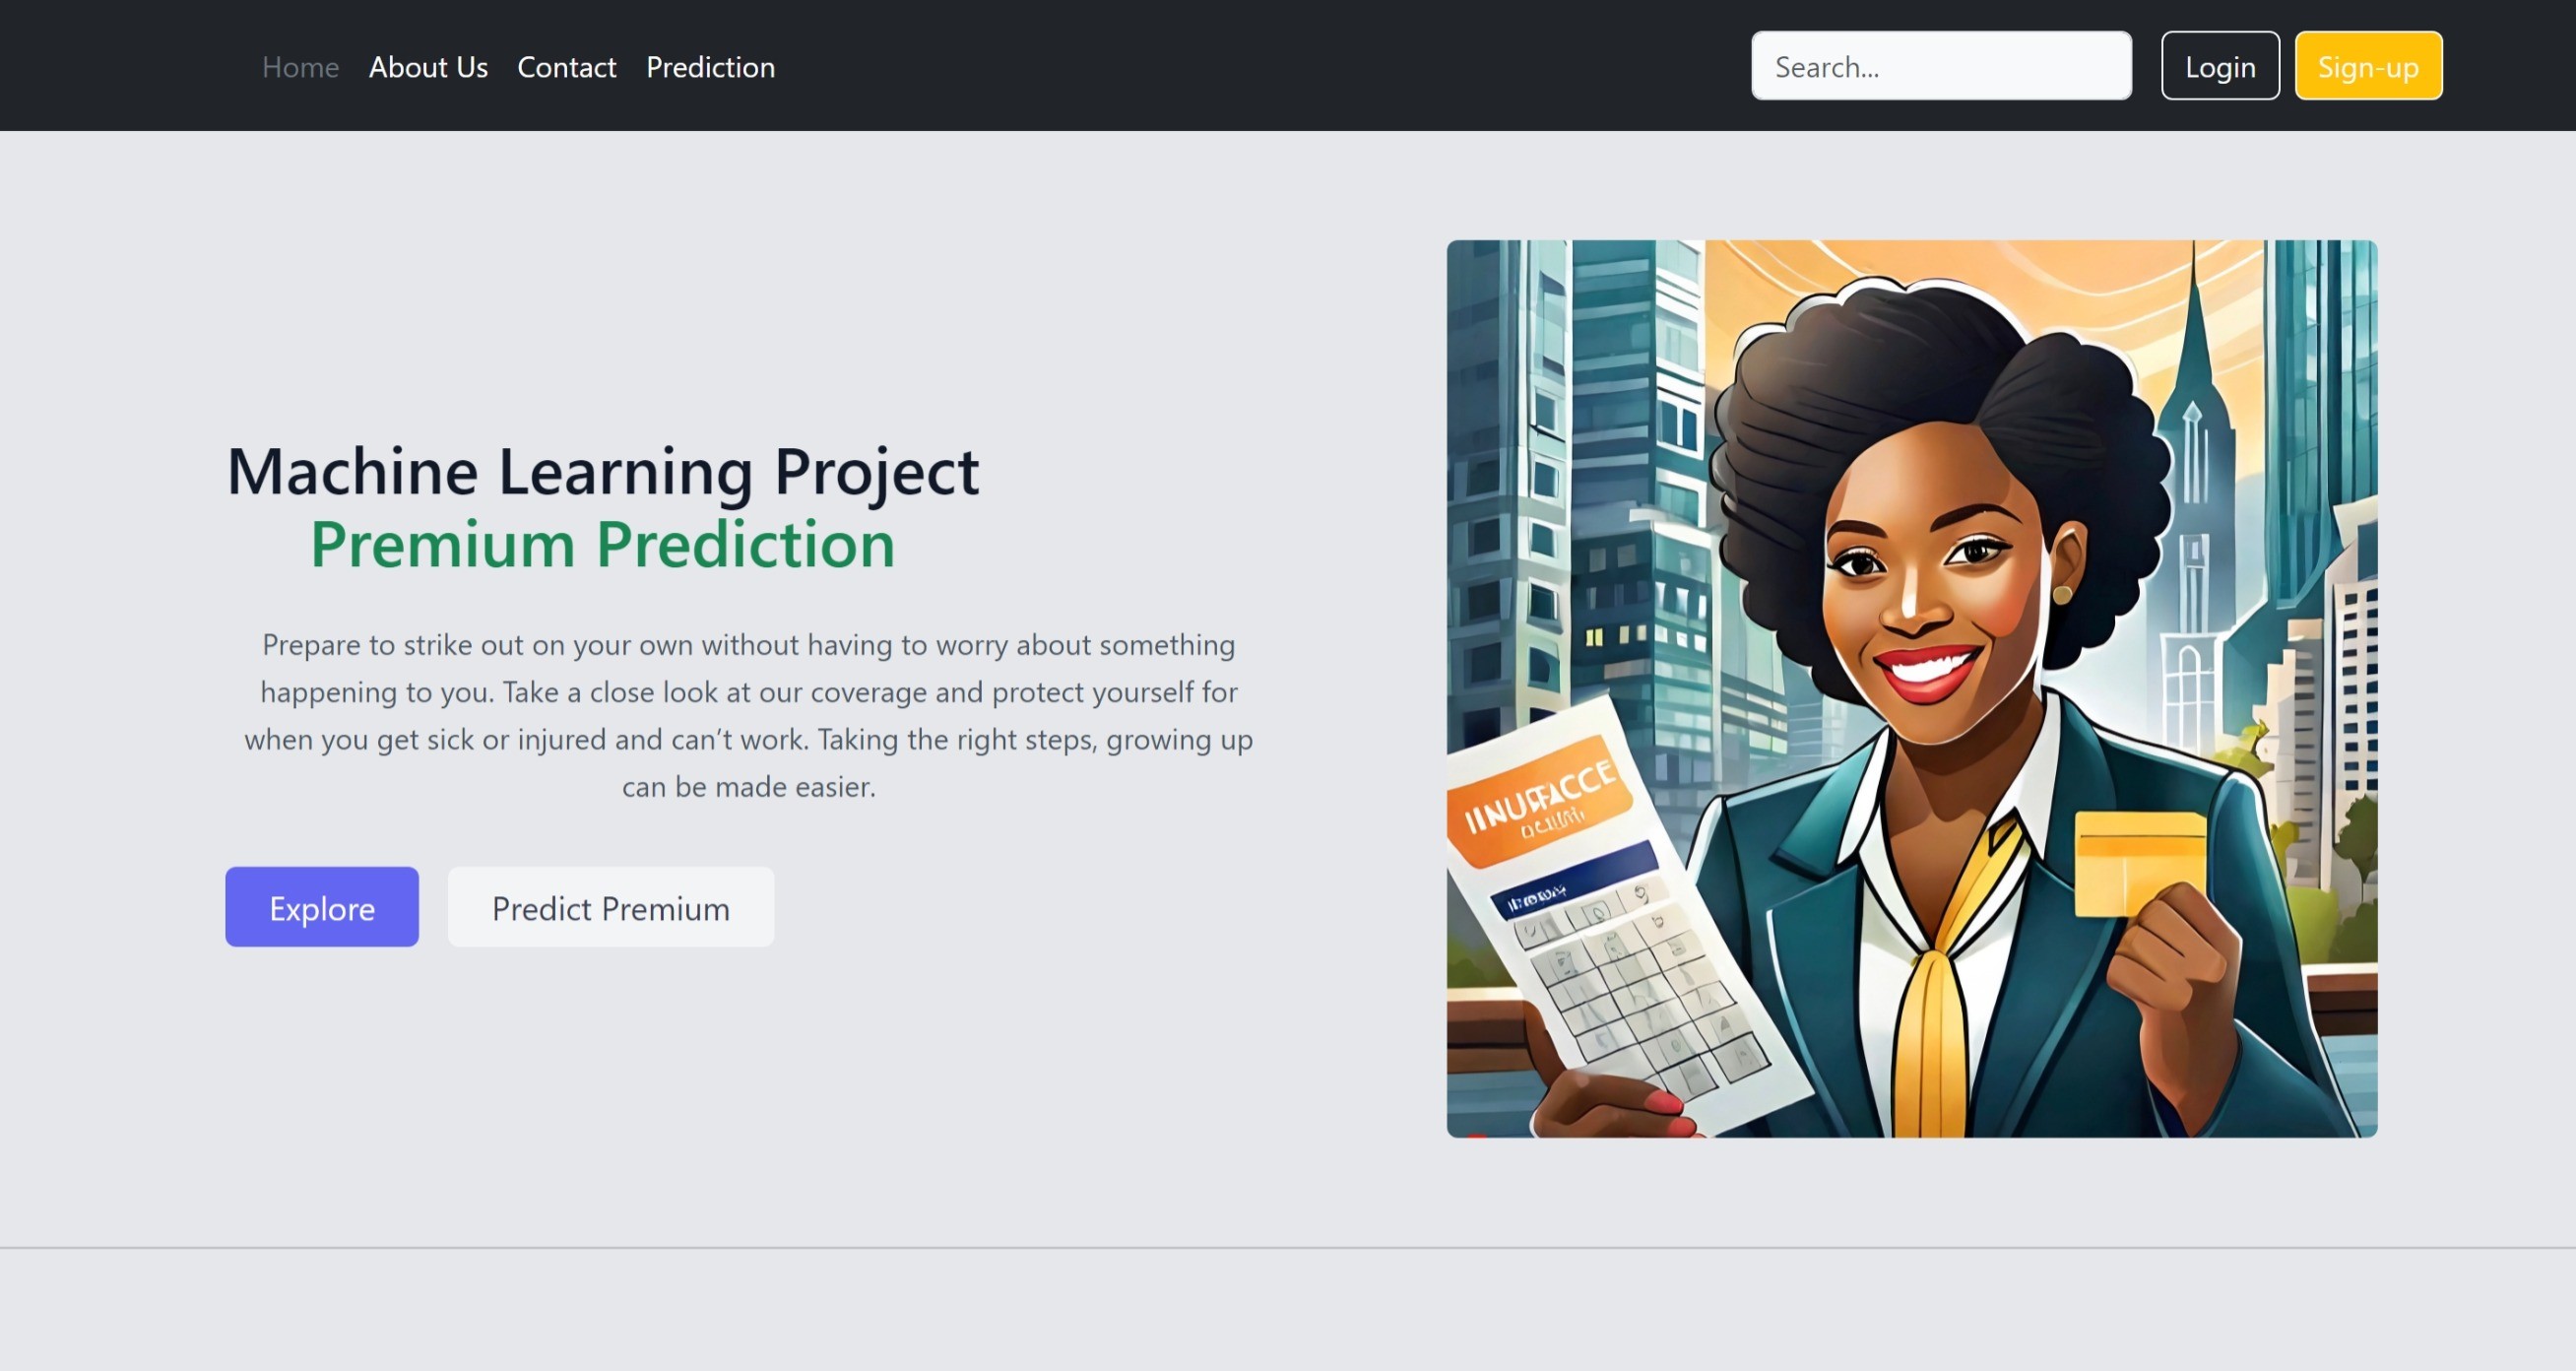 Home
About Us
Contact
Prediction
Search...
Login
Sign-up
Machine Learning Project
Premium Prediction
Prepare to strike out on your own without having to worry about something
happening to you. Take a close look at our coverage and protect yourself for
when you get sick or injured and can’t work. Taking the right steps, growing up
can be made easier.
Explore
Predict Premium